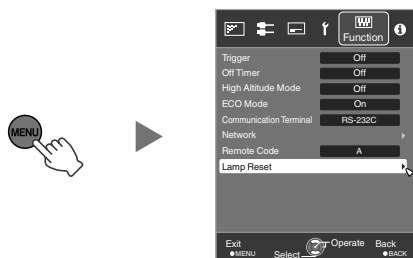 MENU
Function
Trigger Off
Off Timer Off
High Altitude Mode Off
ECO Mode On
Communication Terminal RS-232C
Network
Remote Code A
Lamp Reset
Exit Operate Back
MENU Select BACK